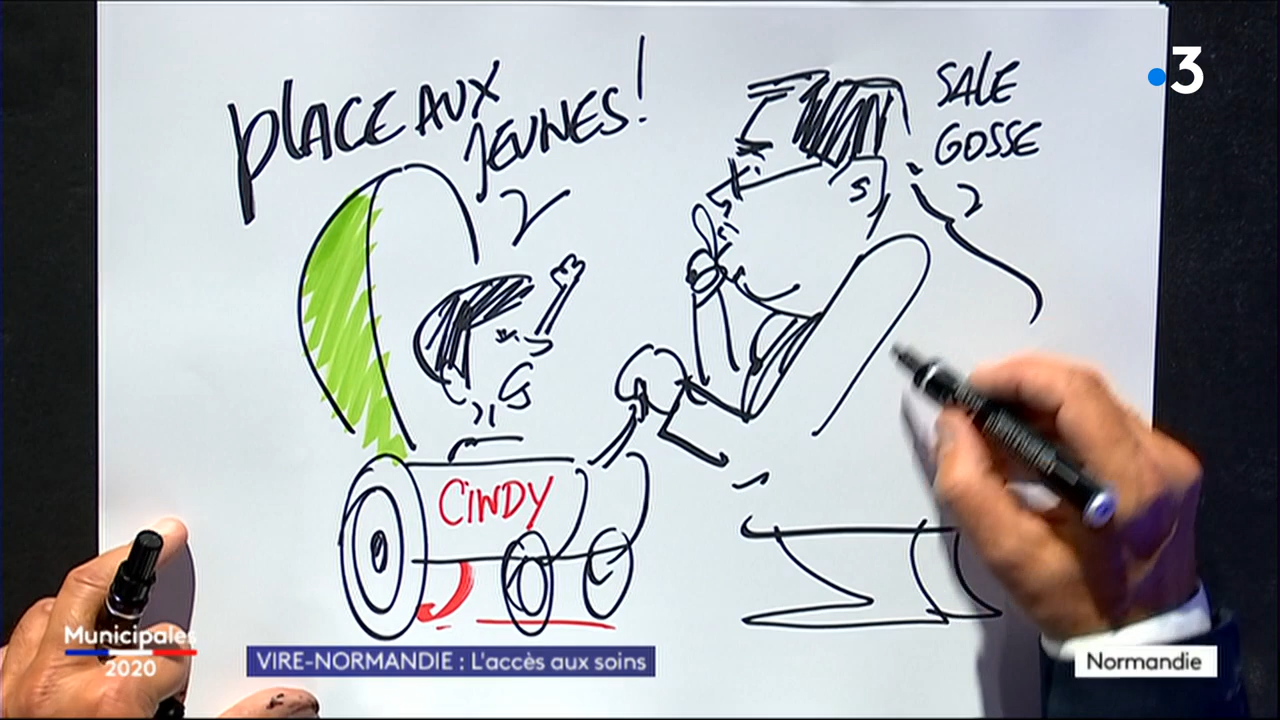 PLACE AUX
JEUNES!
SALE
GOSSE
3
CINDY
Municipales
2020
VIRE-NORMANDIE : L'accès aux soins
Normandie